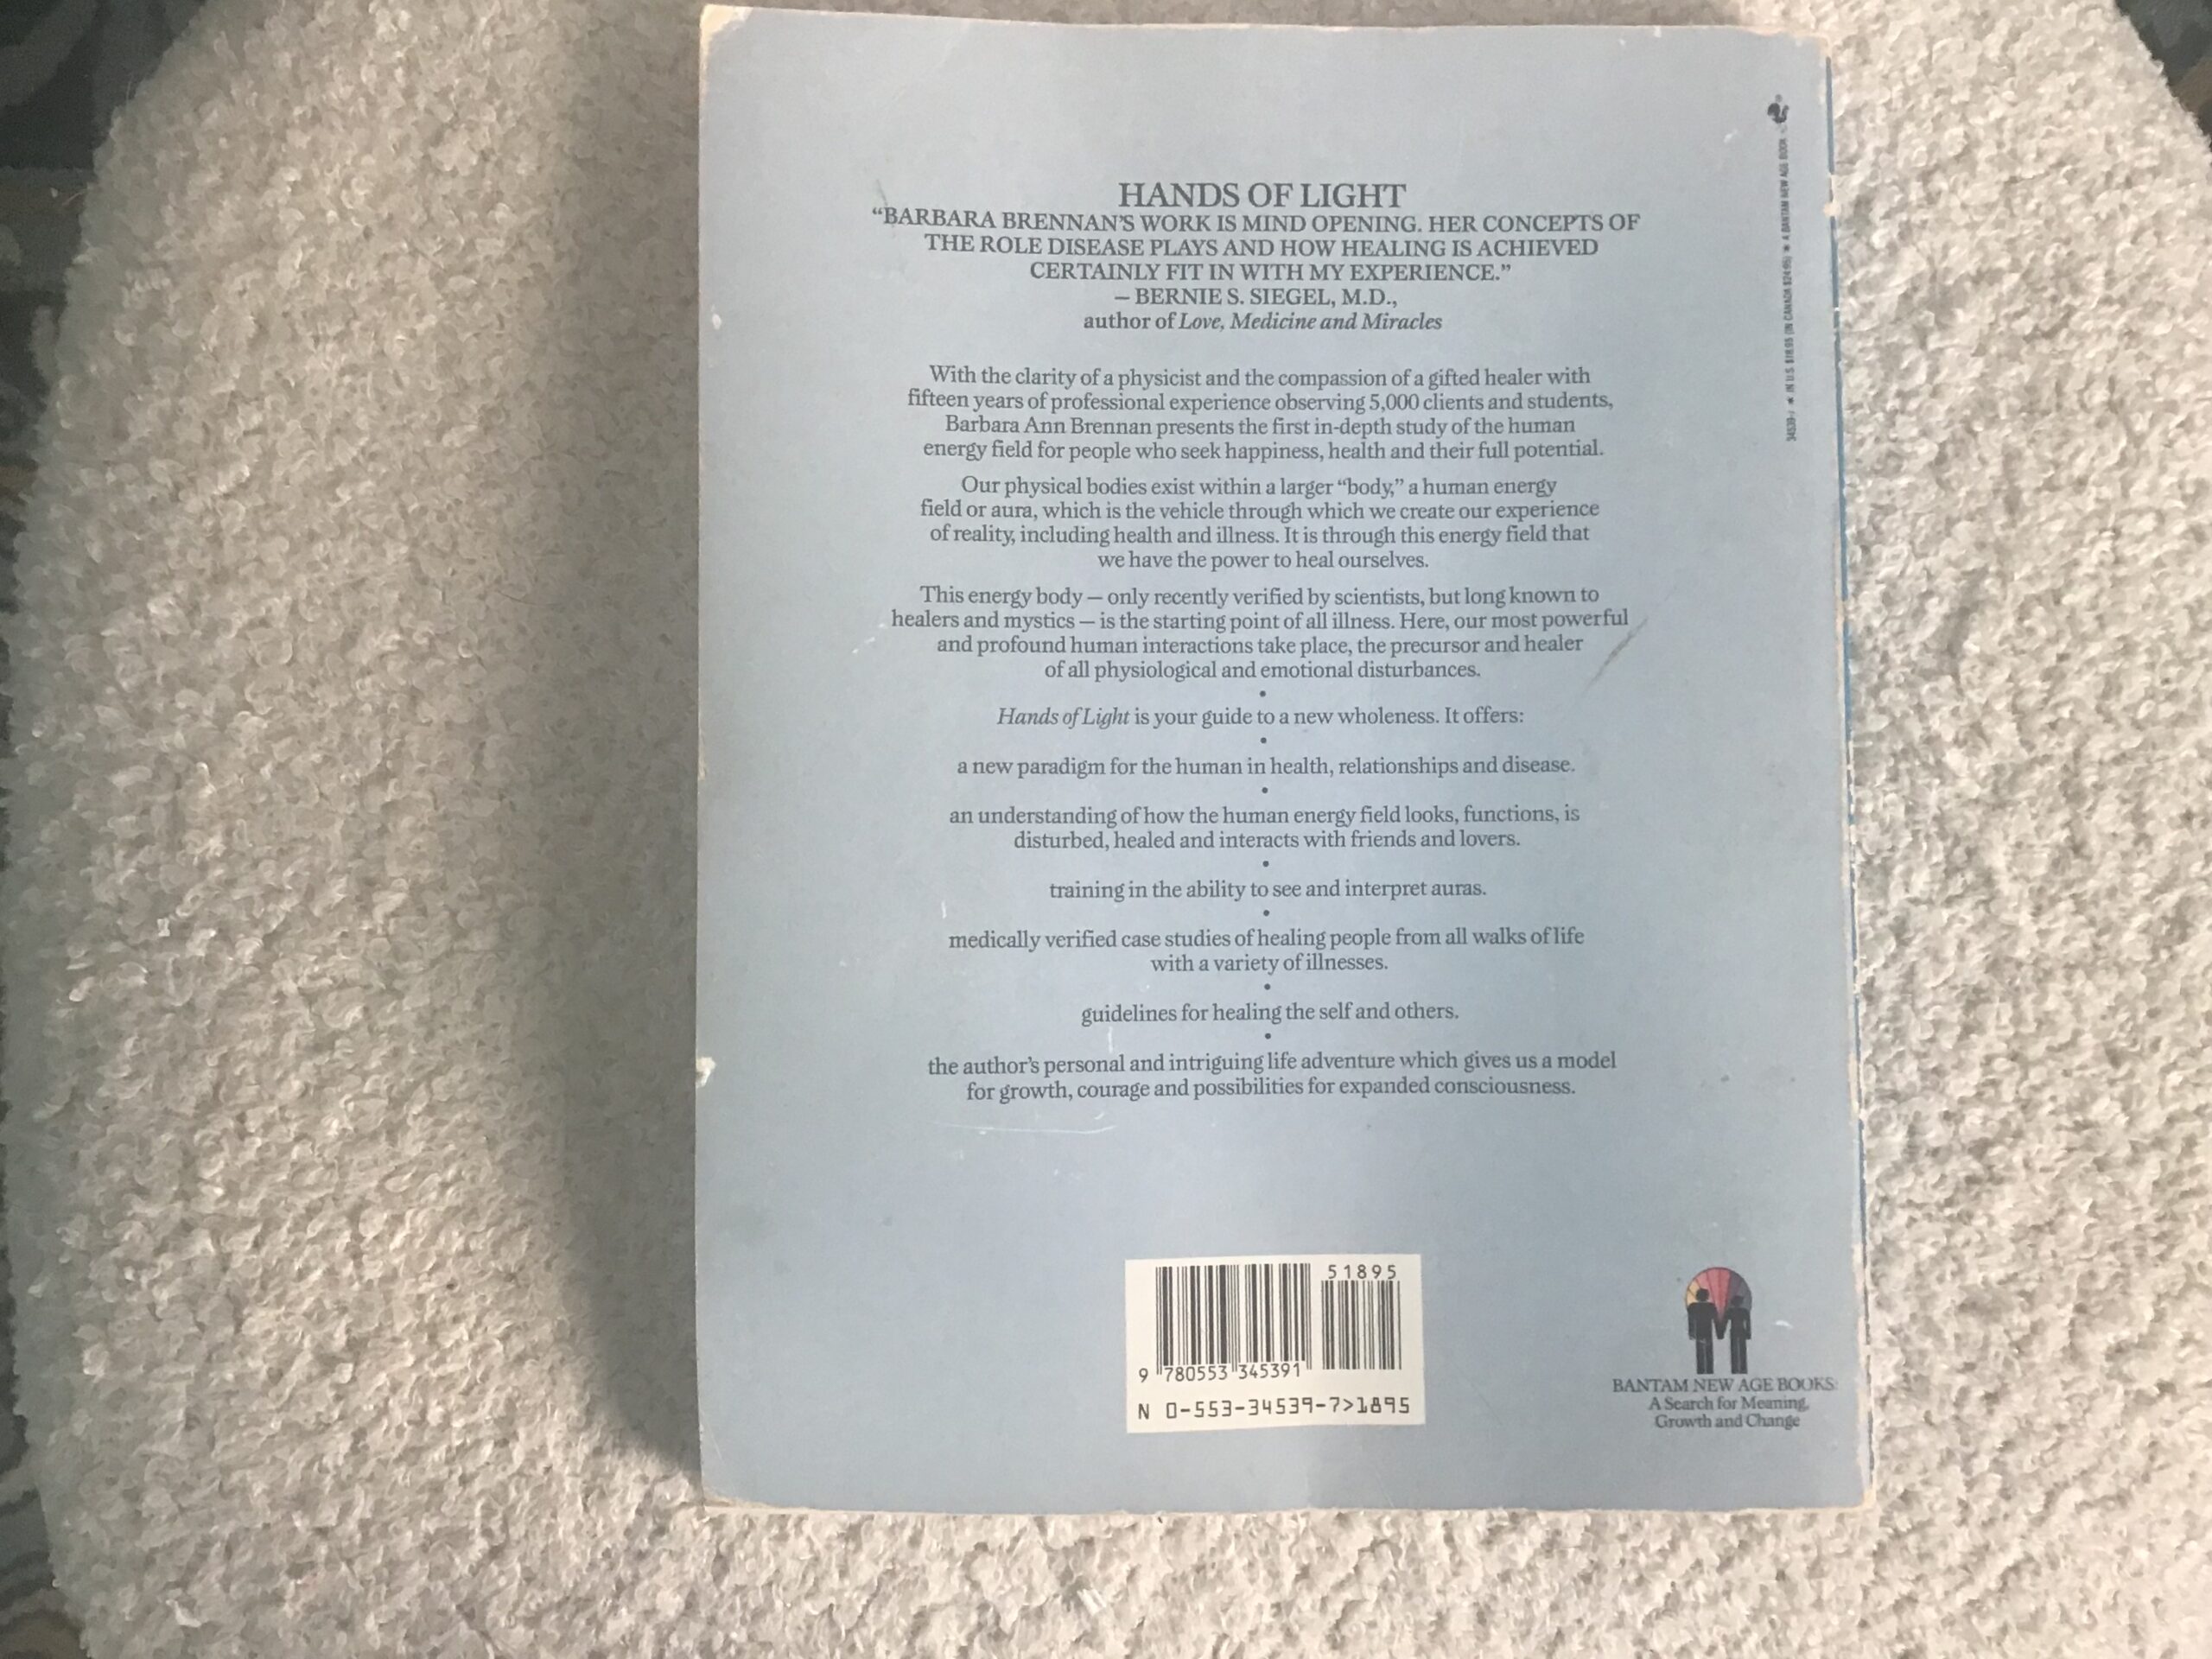 HANDS OF LIGHT
“BARBARA BRENNAN’S WORK IS MIND OPENING. HER CONCEPTS OF
THE ROLE DISEASE PLAYS AND HOW HEALING IS ACHIEVED
CERTAINLY FIT IN WITH MY EXPERIENCE.”
— BERNIE S. SIEGEL, M.D.,
author of Love, Medicine and Miracles
With the clarity of a physicist and the compassion of a gifted healer with
fifteen years of professional experience observing 5,000 clients and students,
Barbara Ann Brennan presents the first in-depth study of the human
energy field for people who seek happiness, health and their full potential.
Our physical bodies exist within a larger “body,” a human energy
field or aura, which is the vehicle through which we create our experience
of reality, including health and illness. It is through this energy field that
we have the power to heal ourselves.
This energy body — only recently verified by scientists, but long known to
healers and mystics — is the starting point of all illness. Here, our most powerful
and profound human interactions take place, the precursor and healer
of all physiological and emotional disturbances.
•
Hands of Light is your guide to a new wholeness. It offers:
•
a new paradigm for the human in health, relationships and disease.
•
an understanding of how the human energy field looks, functions, is
disturbed, healed and interacts with friends and lovers.
•
training in the ability to see and interpret auras.
•
medically verified case studies of healing people from all walks of life
with a variety of illnesses.
•
guidelines for healing the self and others.
•
the author’s personal and intriguing life adventure which gives us a model
for growth, courage and possibilities for expanded consciousness.
51895
9 780553 345391
N 0-553-34539-7>1895
BANTAM NEW AGE BOOKS:
A Search for Meaning,
Growth and Change
IN U.S. $18.95 (IN CANADA $24.95) ★ A BANTAM NEW AGE BOOK